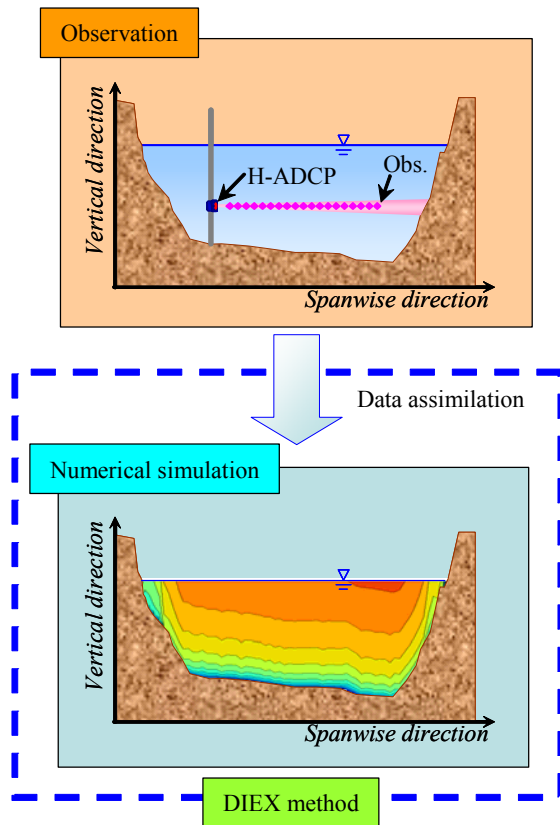 Observation
Vertical direction
H-ADCP
Obs.
Spanwise direction
Data assimilation
Numerical simulation
Vertical direction
Spanwise direction
DIEX method